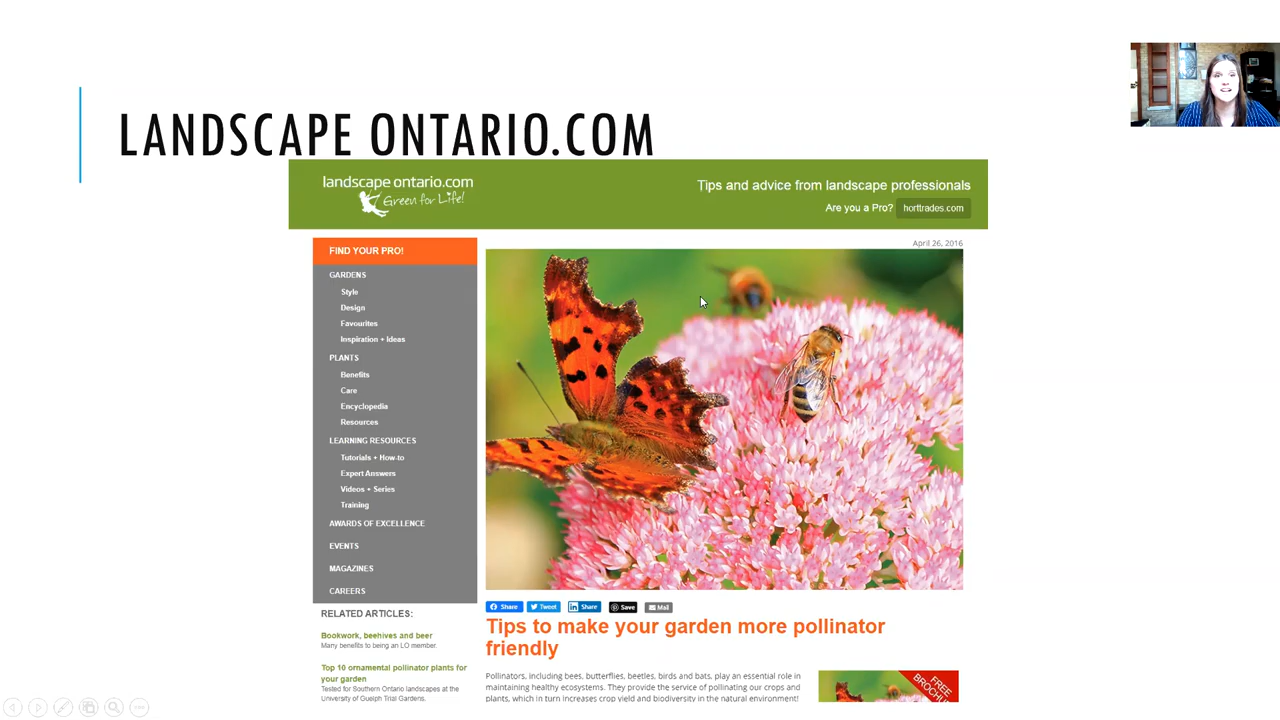 LANDSCAPE ONTARIO.COM
landscape ontario.com
Green for Life!
Tips and advice from landscape professionals
Are you a Pro? horttrades.com
April 26, 2016
FIND YOUR PRO!
GARDENS
Style
Design
Favourites
Inspiration + Ideas
PLANTS
Benefits
Care
Encyclopedia
Resources
LEARNING RESOURCES
Tutorials + How-to
Expert Answers
Videos + Series
Training
AWARDS OF EXCELLENCE
EVENTS
MAGAZINES
CAREERS
RELATED ARTICLES:
Bookwork, beehives and beer
Many benefits to being an LO member.
Top 10 ornamental pollinator plants for
your garden
Tested for Southern Ontario landscapes at the
University of Guelph Trial Gardens.
Share Tweet Share Save Mail
Tips to make your garden more pollinator
friendly
Pollinators, including bees, butterflies, beetles, birds and bats, play an essential role in
maintaining healthy ecosystems. They provide the service of pollinating our crops and
plants, which in turn increases crop yield and biodiversity in the natural environment!
FREE